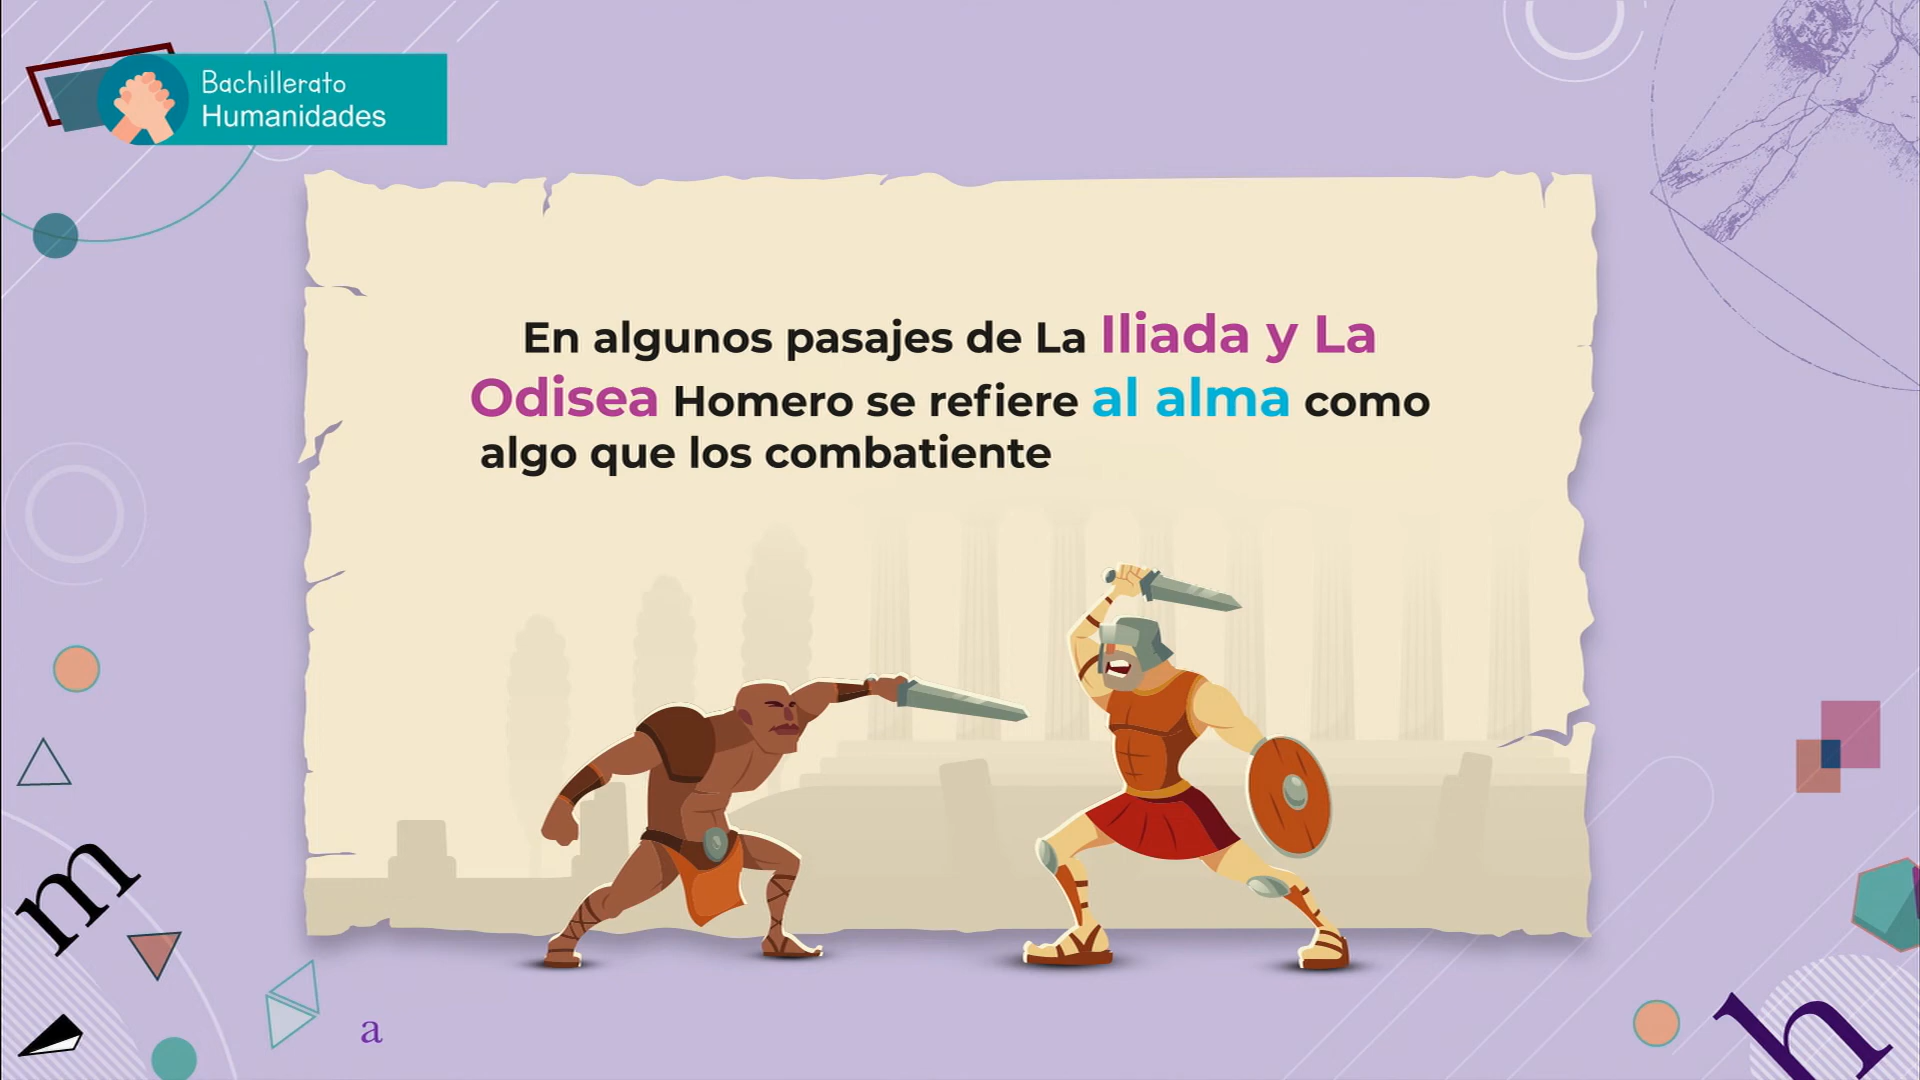 Bachillerato
Humanidades
En algunos pasajes de La Iliada y La
Odisea Homero se refiere al alma como
algo que los combatiente
m
a
h